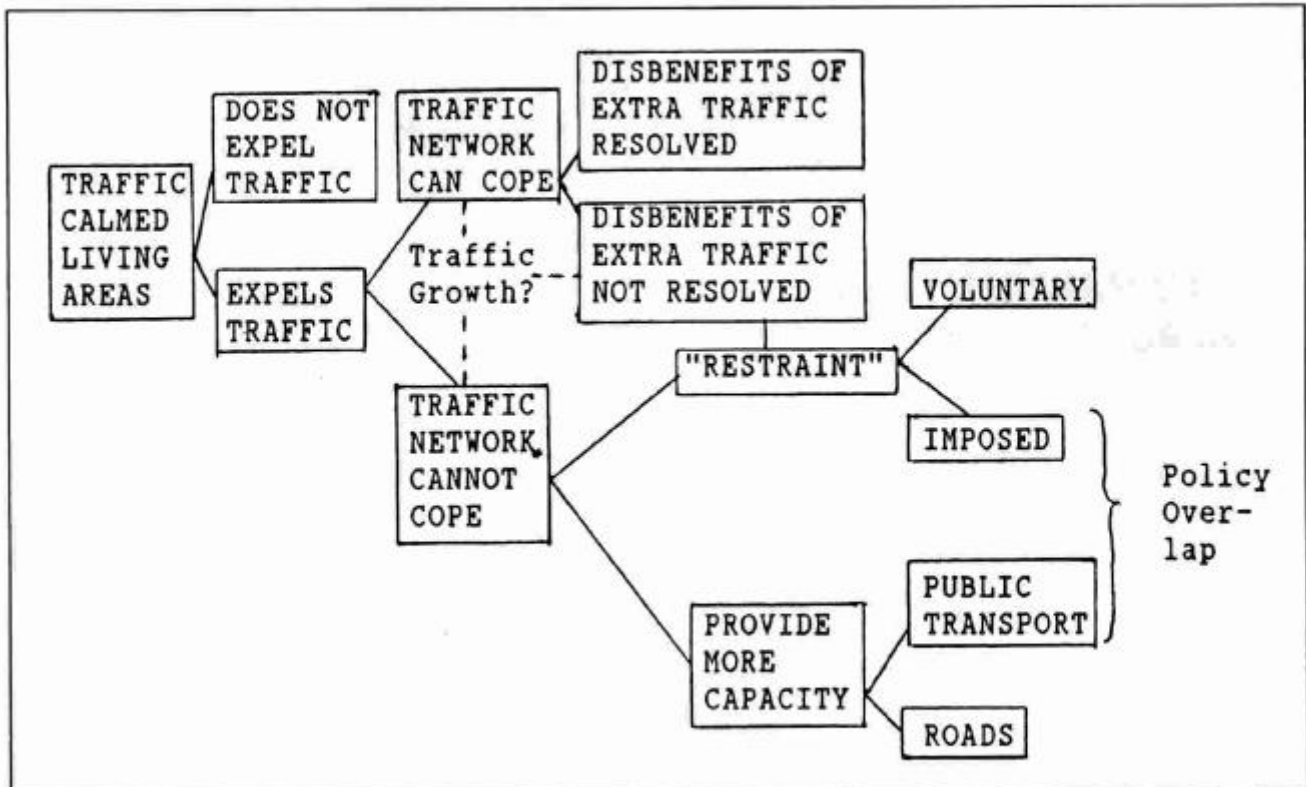 TRAFFIC
CALMED
LIVING
AREAS
DOES NOT
EXPEL
TRAFFIC
EXPELS
TRAFFIC
TRAFFIC
NETWORK
CAN COPE
Traffic
Growth?
TRAFFIC
NETWORK
CANNOT
COPE
DISBENEFITS OF
EXTRA TRAFFIC
RESOLVED
DISBENEFITS OF
EXTRA TRAFFIC
NOT RESOLVED
"RESTRAINT"
PROVIDE
MORE
CAPACITY
VOLUNTARY
IMPOSED
PUBLIC
TRANSPORT
ROADS
Policy
Over-
lap